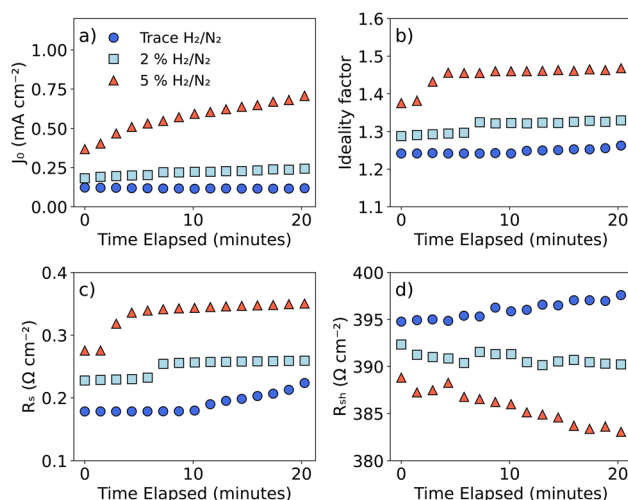 a)
Trace H₂/N₂
2 % H₂/N₂
5 % H₂/N₂
J₀ (mA cm⁻²)
1.00
0.75
0.50
0.25
0.00
0 10 20
Time Elapsed (minutes)
b)
Ideality factor
1.6
1.5
1.4
1.3
1.2
1.1
0 10 20
Time Elapsed (minutes)
c)
Rₛ (Ω cm⁻²)
0.4
0.3
0.2
0.1
0 10 20
Time Elapsed (minutes)
d)
Rₛₕ (Ω cm⁻²)
400
395
390
385
380
0 10 20
Time Elapsed (minutes)